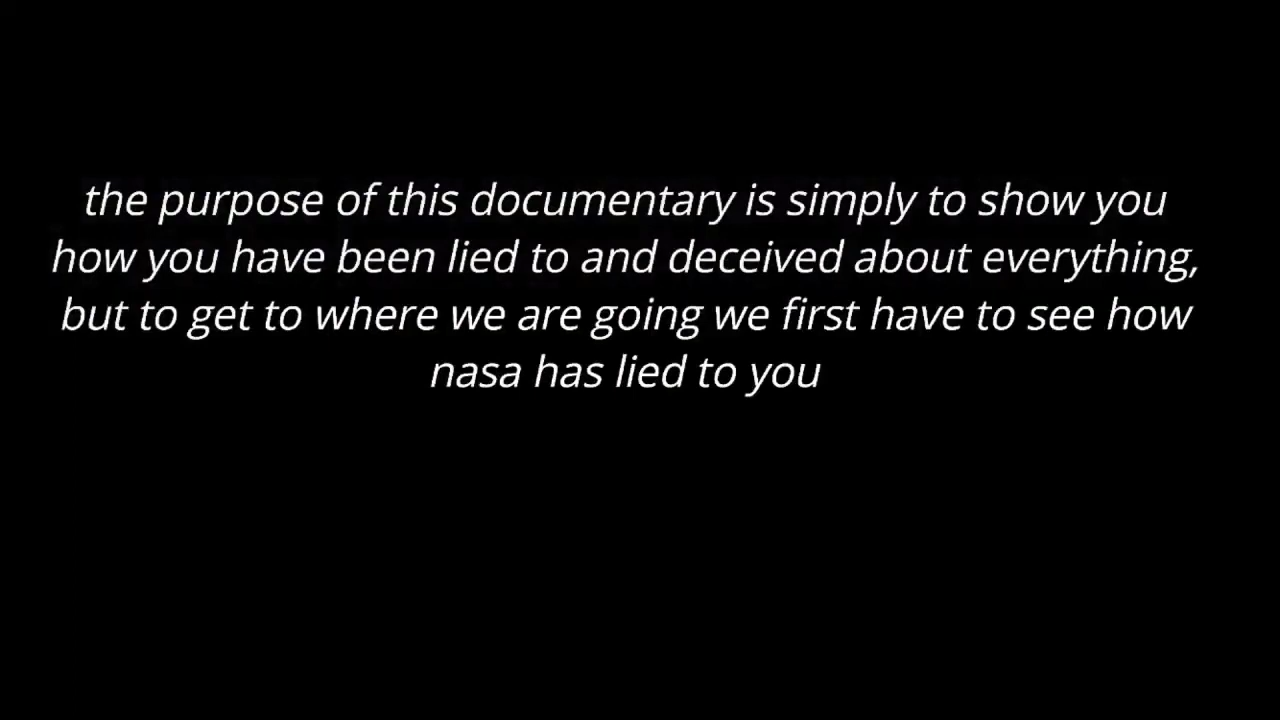 the purpose of this documentary is simply to show you
how you have been lied to and deceived about everything,
but to get to where we are going we first have to see how
nasa has lied to you